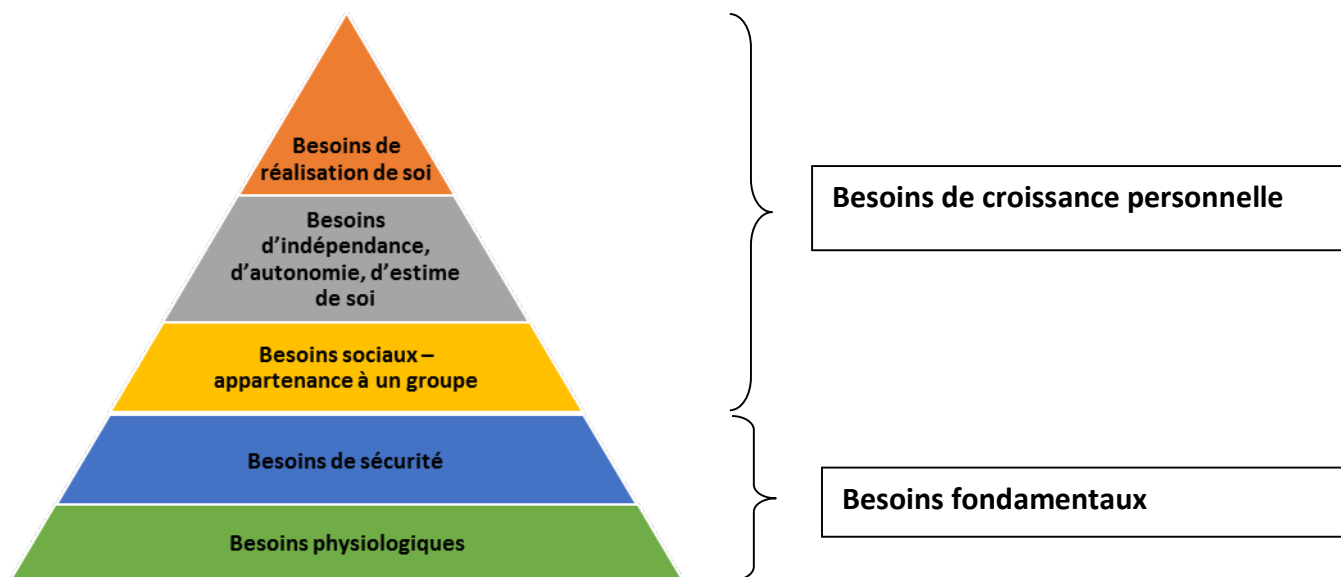 Besoins de
réalisation de soi
Besoins
d’indépendance,
d’autonomie, d’estime
de soi
Besoins sociaux –
appartenance à un groupe
Besoins de sécurité
Besoins physiologiques
Besoins de croissance personnelle
Besoins fondamentaux